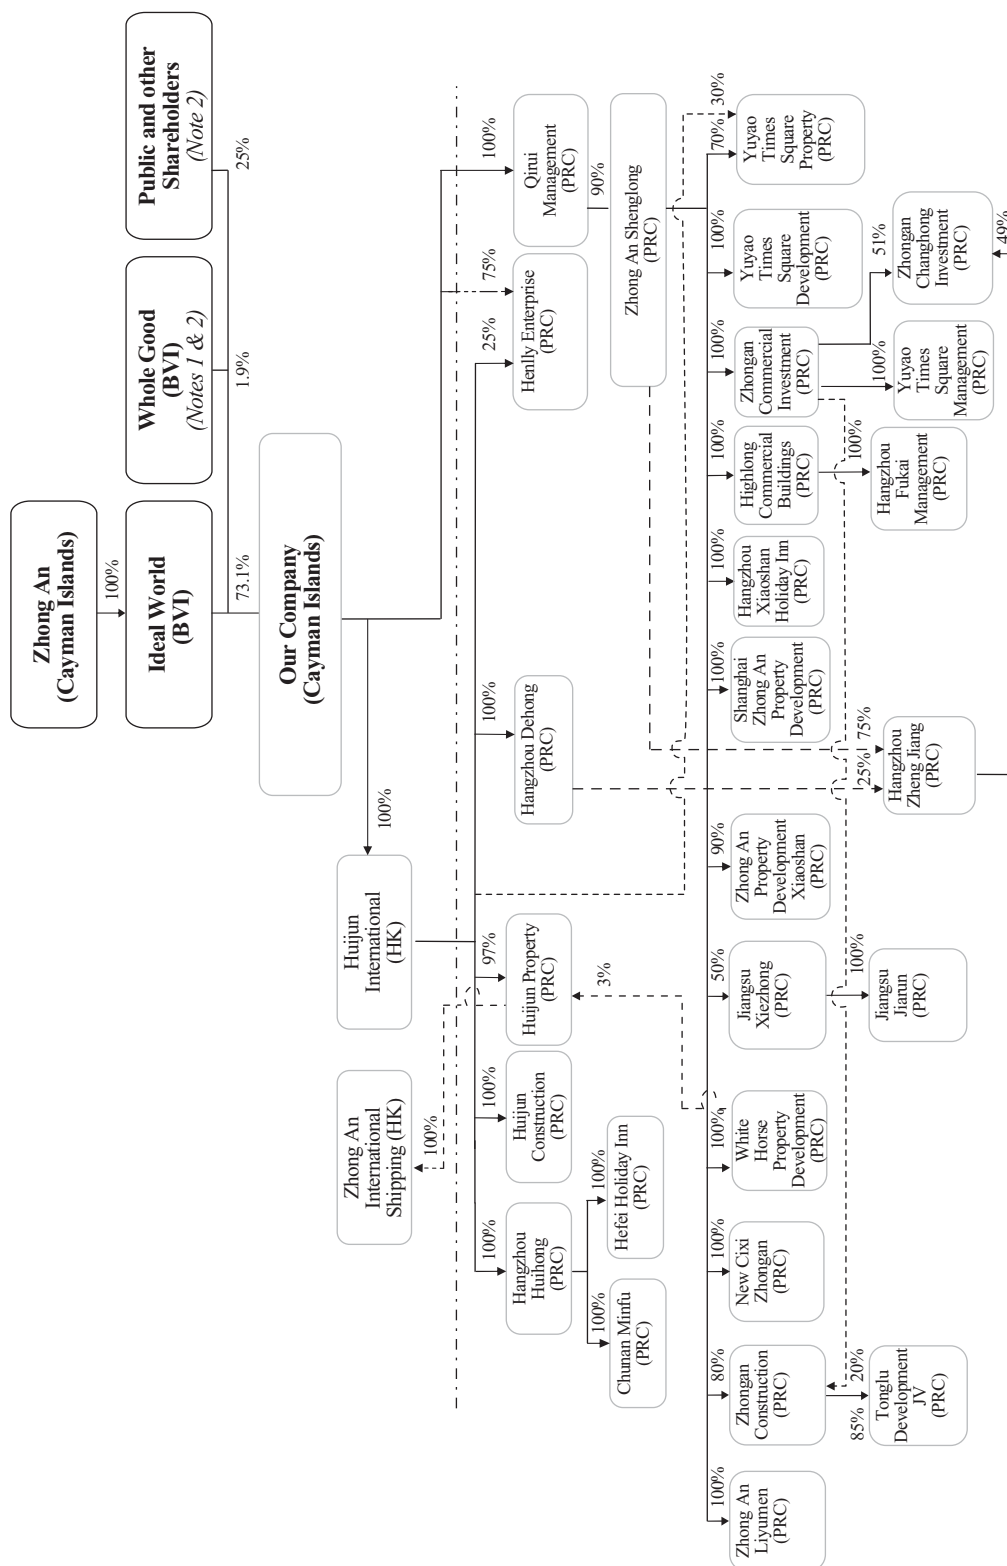 Zhong An
(Cayman Islands)
100%
Ideal World
(BVI)
Whole Good
(BVI)
(Notes 1 & 2)
Public and other
Shareholders
(Note 2)
73.1%
1.9%
25%
Our Company
(Cayman Islands)
100%
Zhong An
International
Shipping (HK)
Huijun
International
(HK)
100%
100%
100%
97%
100%
25%
75%
100%
Hangzhou
Huihong
(PRC)
Huijun
Construction
(PRC)
Huijun Property
(PRC)
Hangzhou Dehong
(PRC)
Henlly Enterprise
(PRC)
Qirui
Management
(PRC)
100%
100%
3%
90%
Chunan Minfu
(PRC)
Hefei Holiday Inn
(PRC)
Zhong An Shenglong
(PRC)
100%
80%
100%
100%
50%
90%
100%
100%
100%
100%
100%
70%
30%
Zhong An
Liyumen
(PRC)
Zhongan
Construction
(PRC)
New Cixi
Zhongan
(PRC)
White
Horse
Property
Development
(PRC)
Jiangsu
Xiezhong
(PRC)
Zhong An
Property
Development
Xiaoshan
(PRC)
Shanghai
Zhong An
Property
Development
(PRC)
Hangzhou
Xiaoshan
Holiday Inn
(PRC)
Highlong
Commercial
Buildings
(PRC)
Zhongan
Commercial
Investment
(PRC)
Yuyao
Times
Square
Development
(PRC)
Yuyao
Times
Square
Property
(PRC)
85%
20%
100%
25%
75%
100%
100%
51%
Tonglu
Development
JV
(PRC)
Jiangsu
Jiarun
(PRC)
Hangzhou
Zheng Jiang
(PRC)
Hangzhou
Fukai
Management
(PRC)
Yuyao
Times
Square
Management
(PRC)
Zhongan
Changhong
Investment
(PRC)
49%